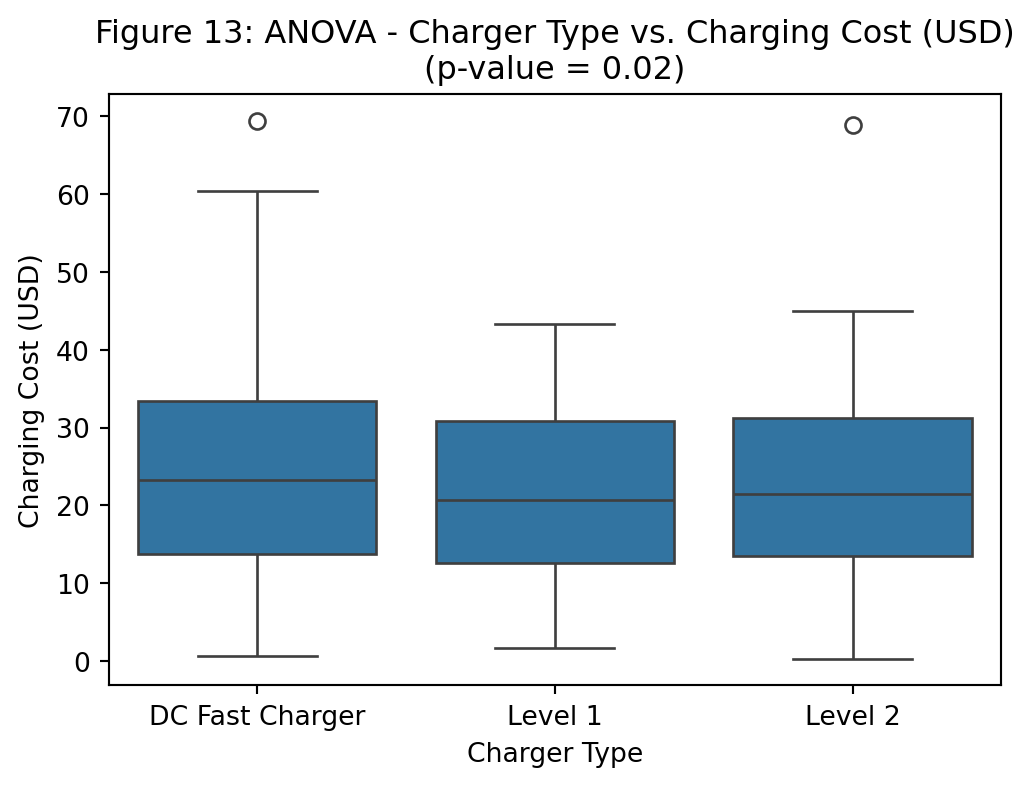 Figure 13: ANOVA - Charger Type vs. Charging Cost (USD)
(p-value = 0.02)
Charging Cost (USD)
70
60
50
40
30
20
10
0
DC Fast Charger
Level 1
Level 2
Charger Type